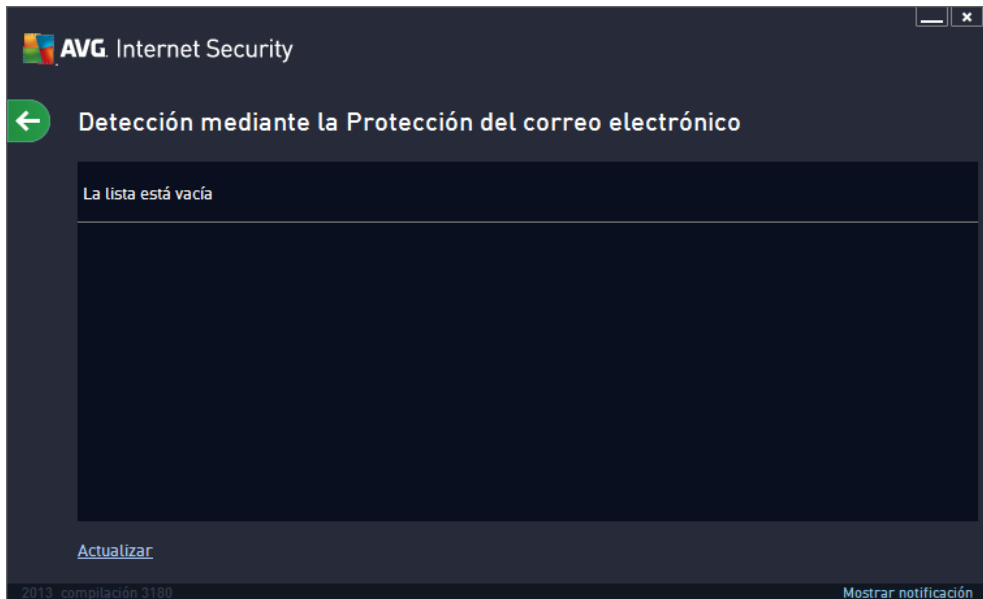 AVG. Internet Security
Detección mediante la Protección del correo electrónico
La lista está vacía
Actualizar
2013 compilación 3180
Mostrar notificación